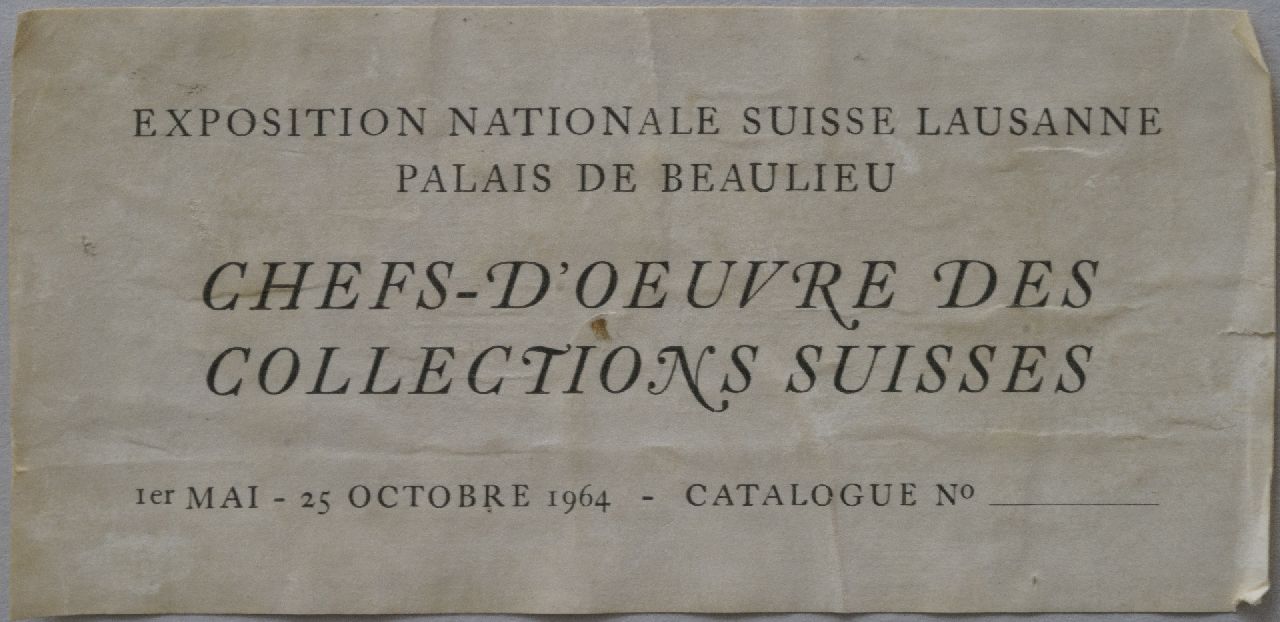 EXPOSITION NATIONALE SUISSE LAUSANNE
PALAIS DE BEAULIEU
CHEFS-D'OEUVRE DES
COLLECTIONS SUISSES
1er MAI - 25 OCTOBRE 1964 - CATALOGUE Nº